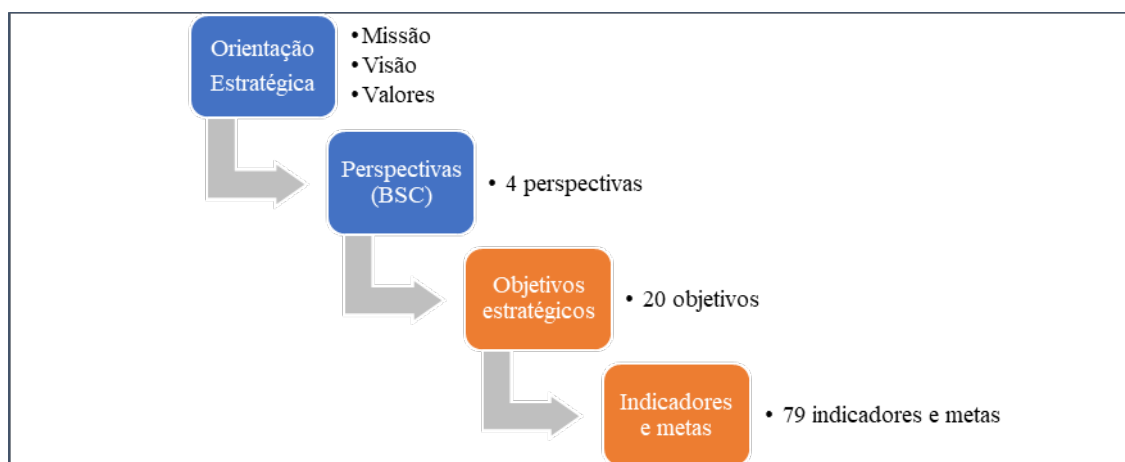 Orientação
Estratégica
• Missão
• Visão
• Valores
Perspectivas
(BSC)
• 4 perspectivas
Objetivos
estratégicos
• 20 objetivos
Indicadores
e metas
• 79 indicadores e metas